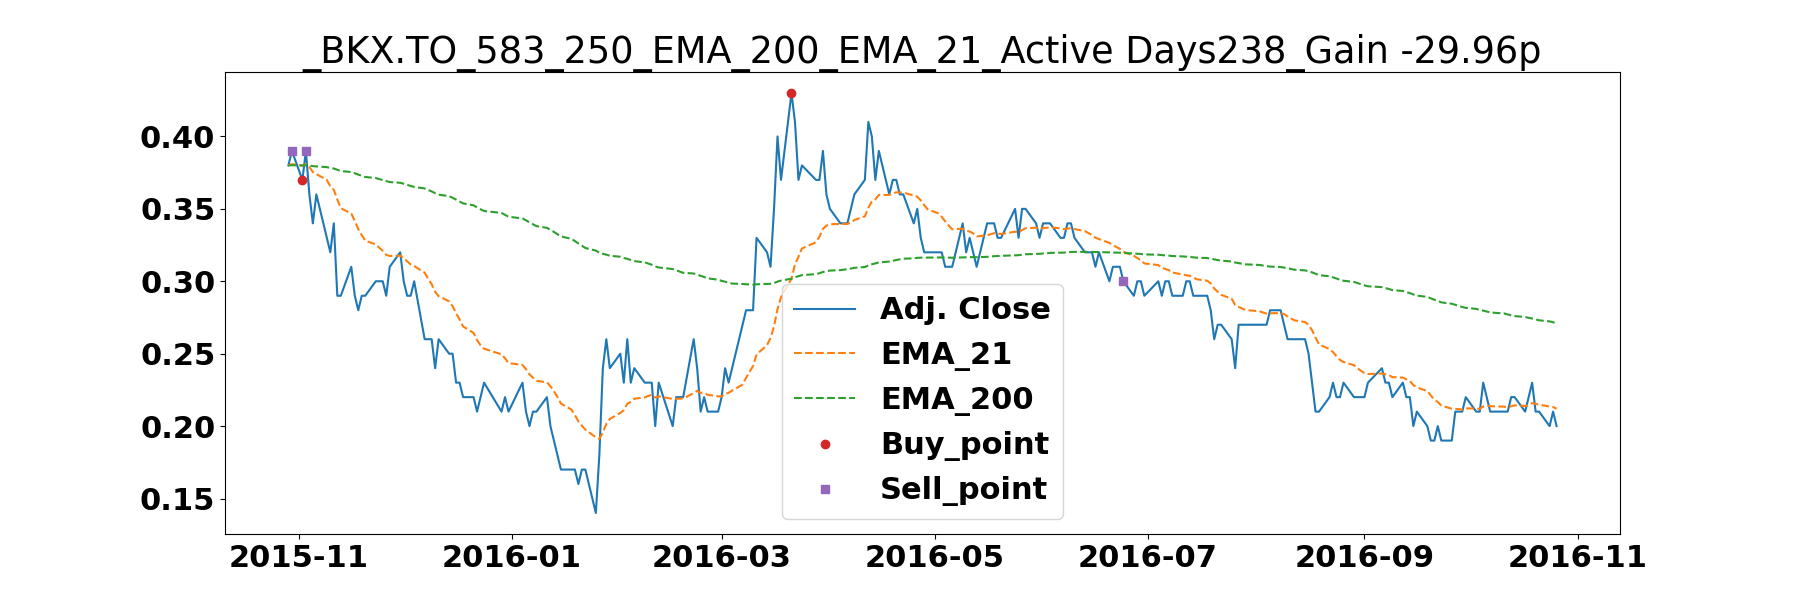 _BKX.TO_583_250_EMA_200_EMA_21_Active Days238_Gain -29.96p
0.40
0.35
0.30
0.25
0.20
0.15
Adj. Close
EMA_21
EMA_200
Buy_point
Sell_point
2015-11 2016-01 2016-03 2016-05 2016-07 2016-09 2016-11